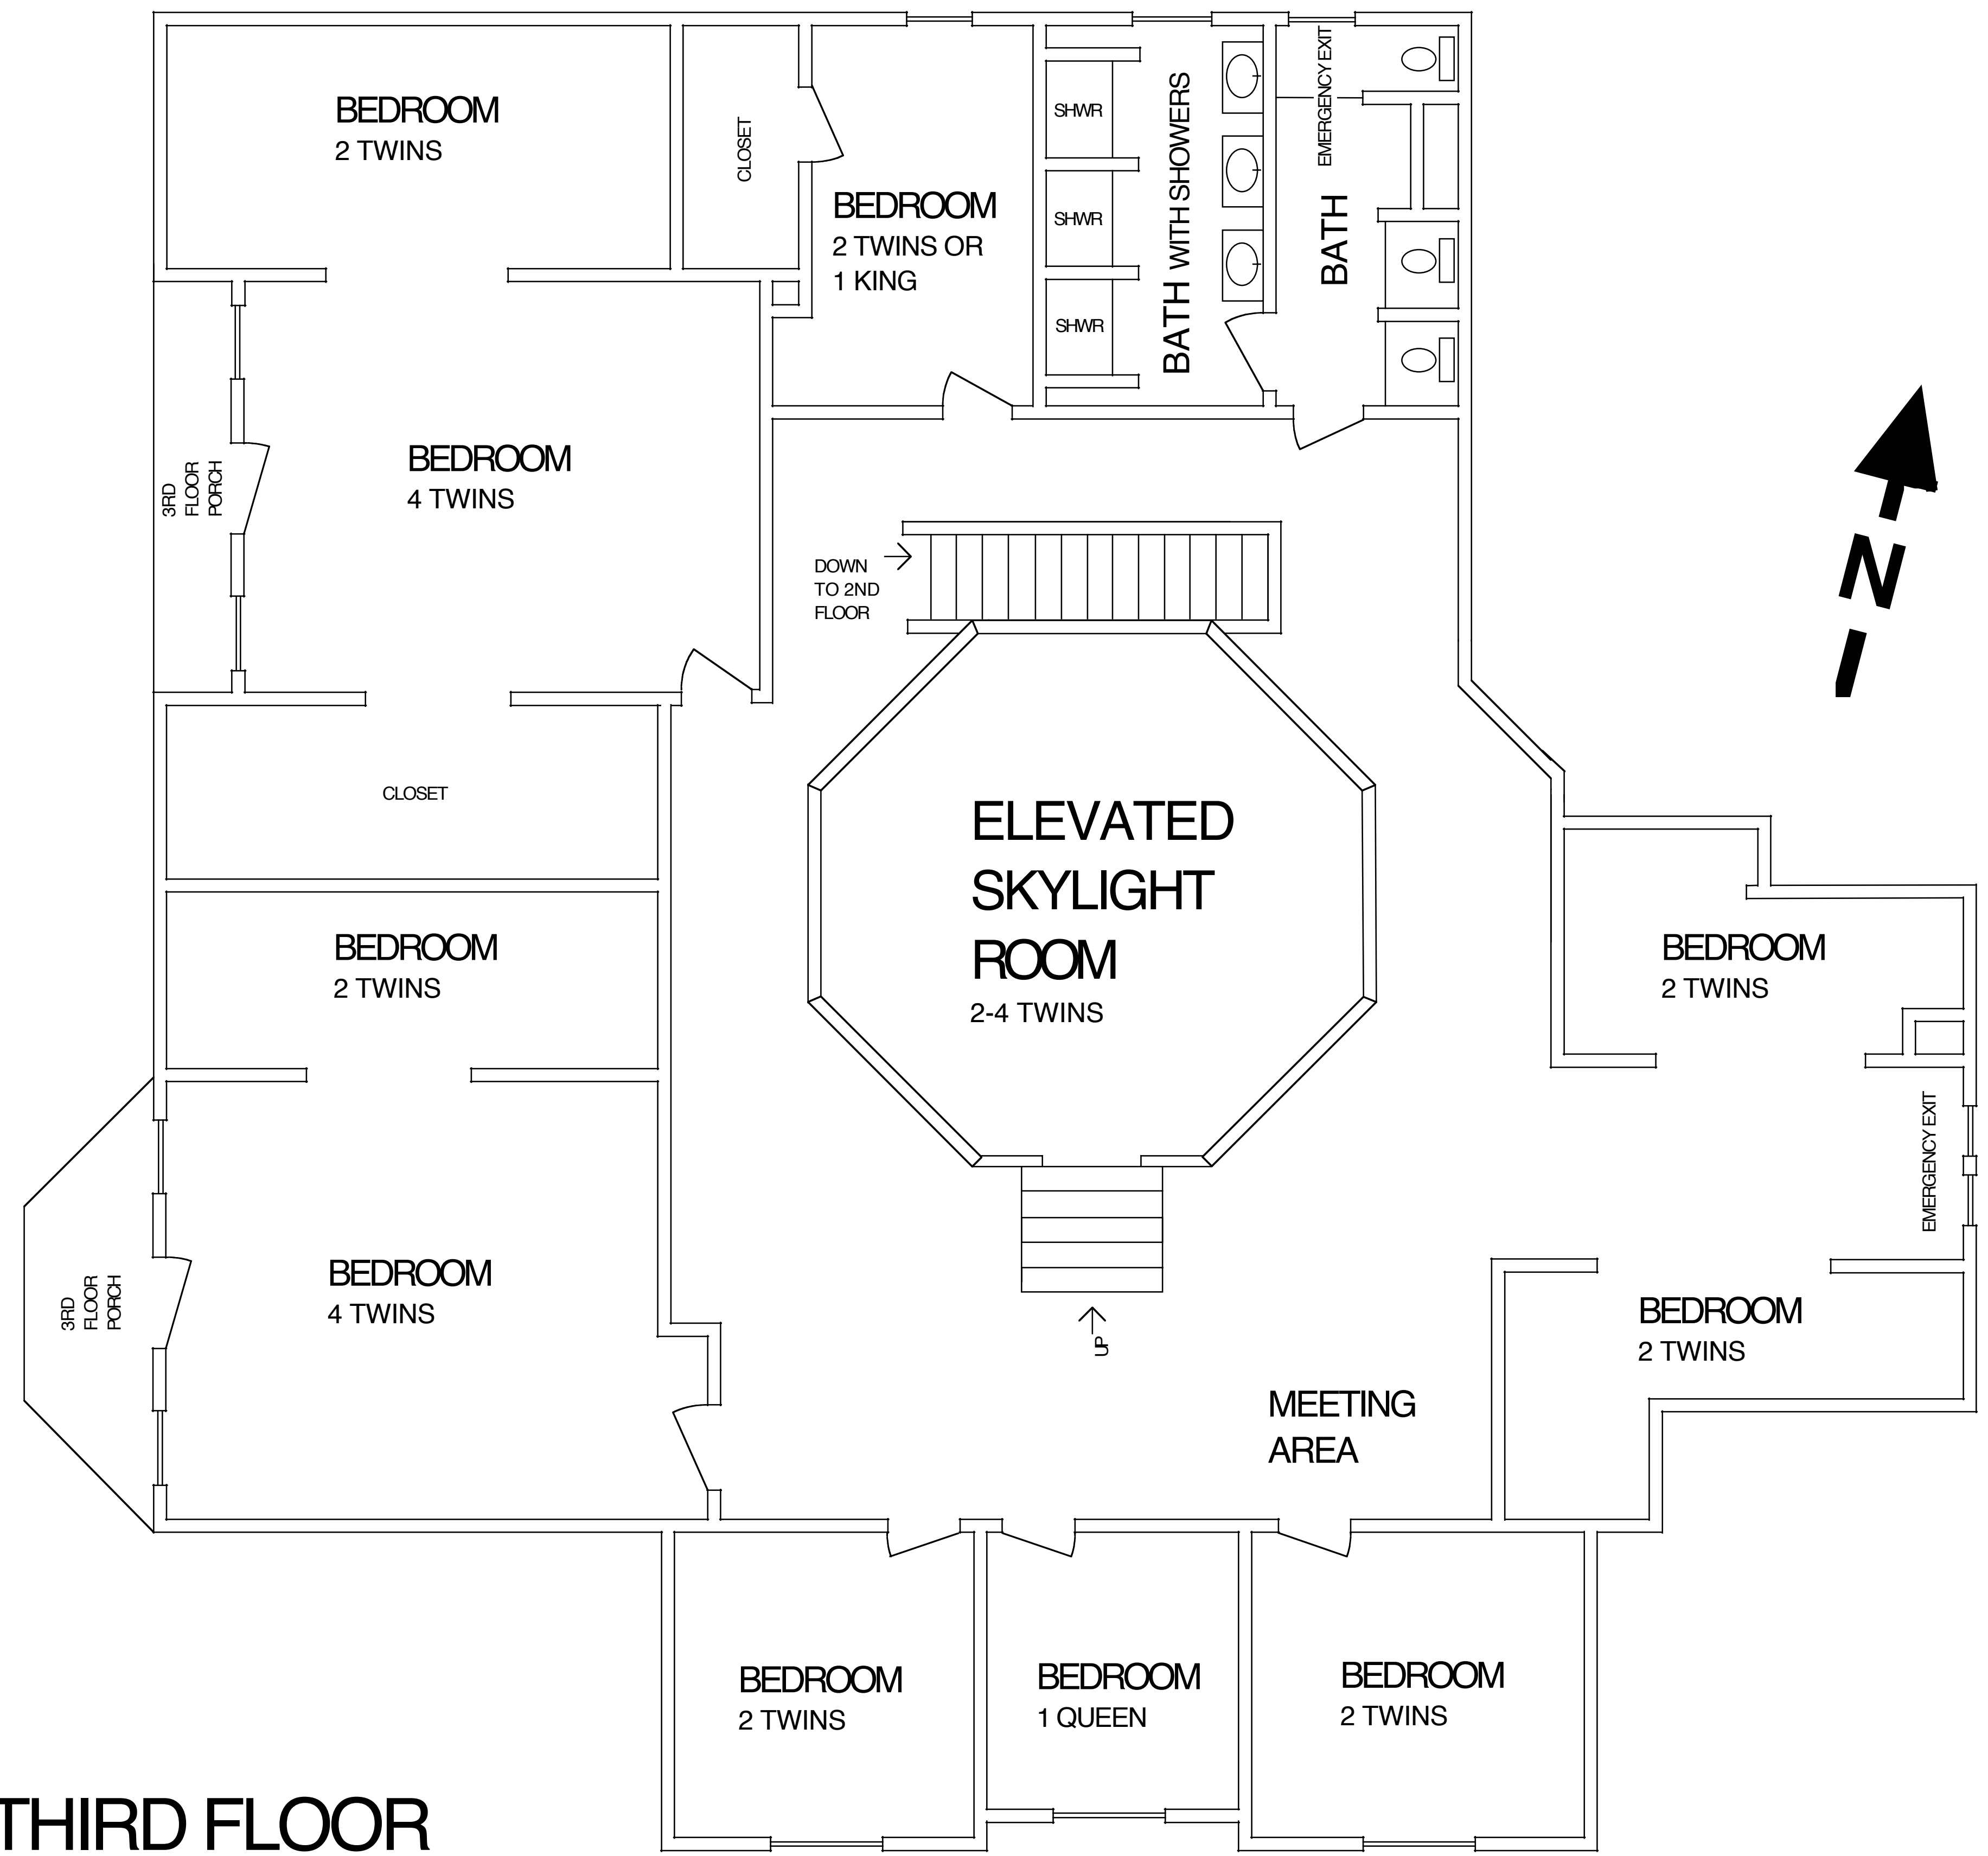 BEDROOM
2 TWINS
CLOSET
BEDROOM
2 TWINS OR
1 KING
SHWR
SHWR
SHWR
BATH WITH SHOWERS
EMERGENCY EXIT
BATH
3RD
FLOOR
PORCH
BEDROOM
4 TWINS
DOWN
TO 2ND
FLOOR
N
CLOSET
ELEVATED
SKYLIGHT
ROOM
2-4 TWINS
BEDROOM
2 TWINS
BEDROOM
2 TWINS
EMERGENCY EXIT
3RD
FLOOR
PORCH
BEDROOM
4 TWINS
UP
BEDROOM
2 TWINS
MEETING
AREA
BEDROOM
2 TWINS
BEDROOM
1 QUEEN
BEDROOM
2 TWINS
THIRD FLOOR